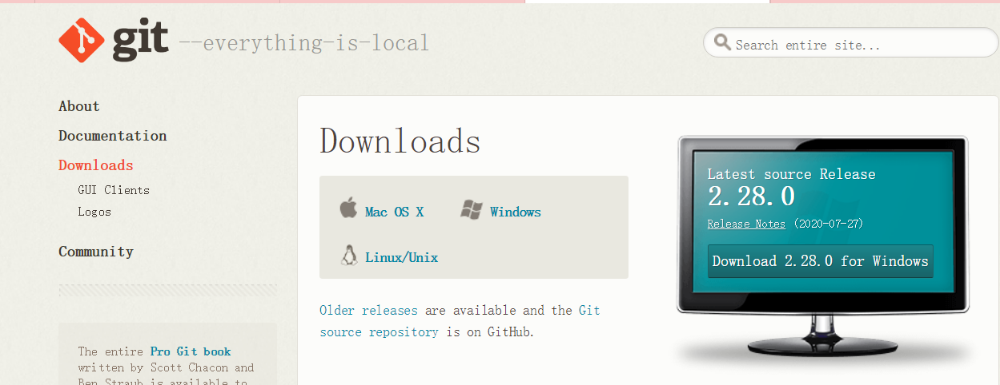 git --everything-is-local
Search entire site...
About
Documentation
Downloads
GUI Clients
Logos
Community
The entire Pro Git book
written by Scott Chacon and
Ben Straub is available to
Downloads
Mac OS X
Windows
Linux/Unix
Older releases are available and the Git
source repository is on GitHub.
Latest source Release
2.28.0
Release Notes (2020-07-27)
Download 2.28.0 for Windows